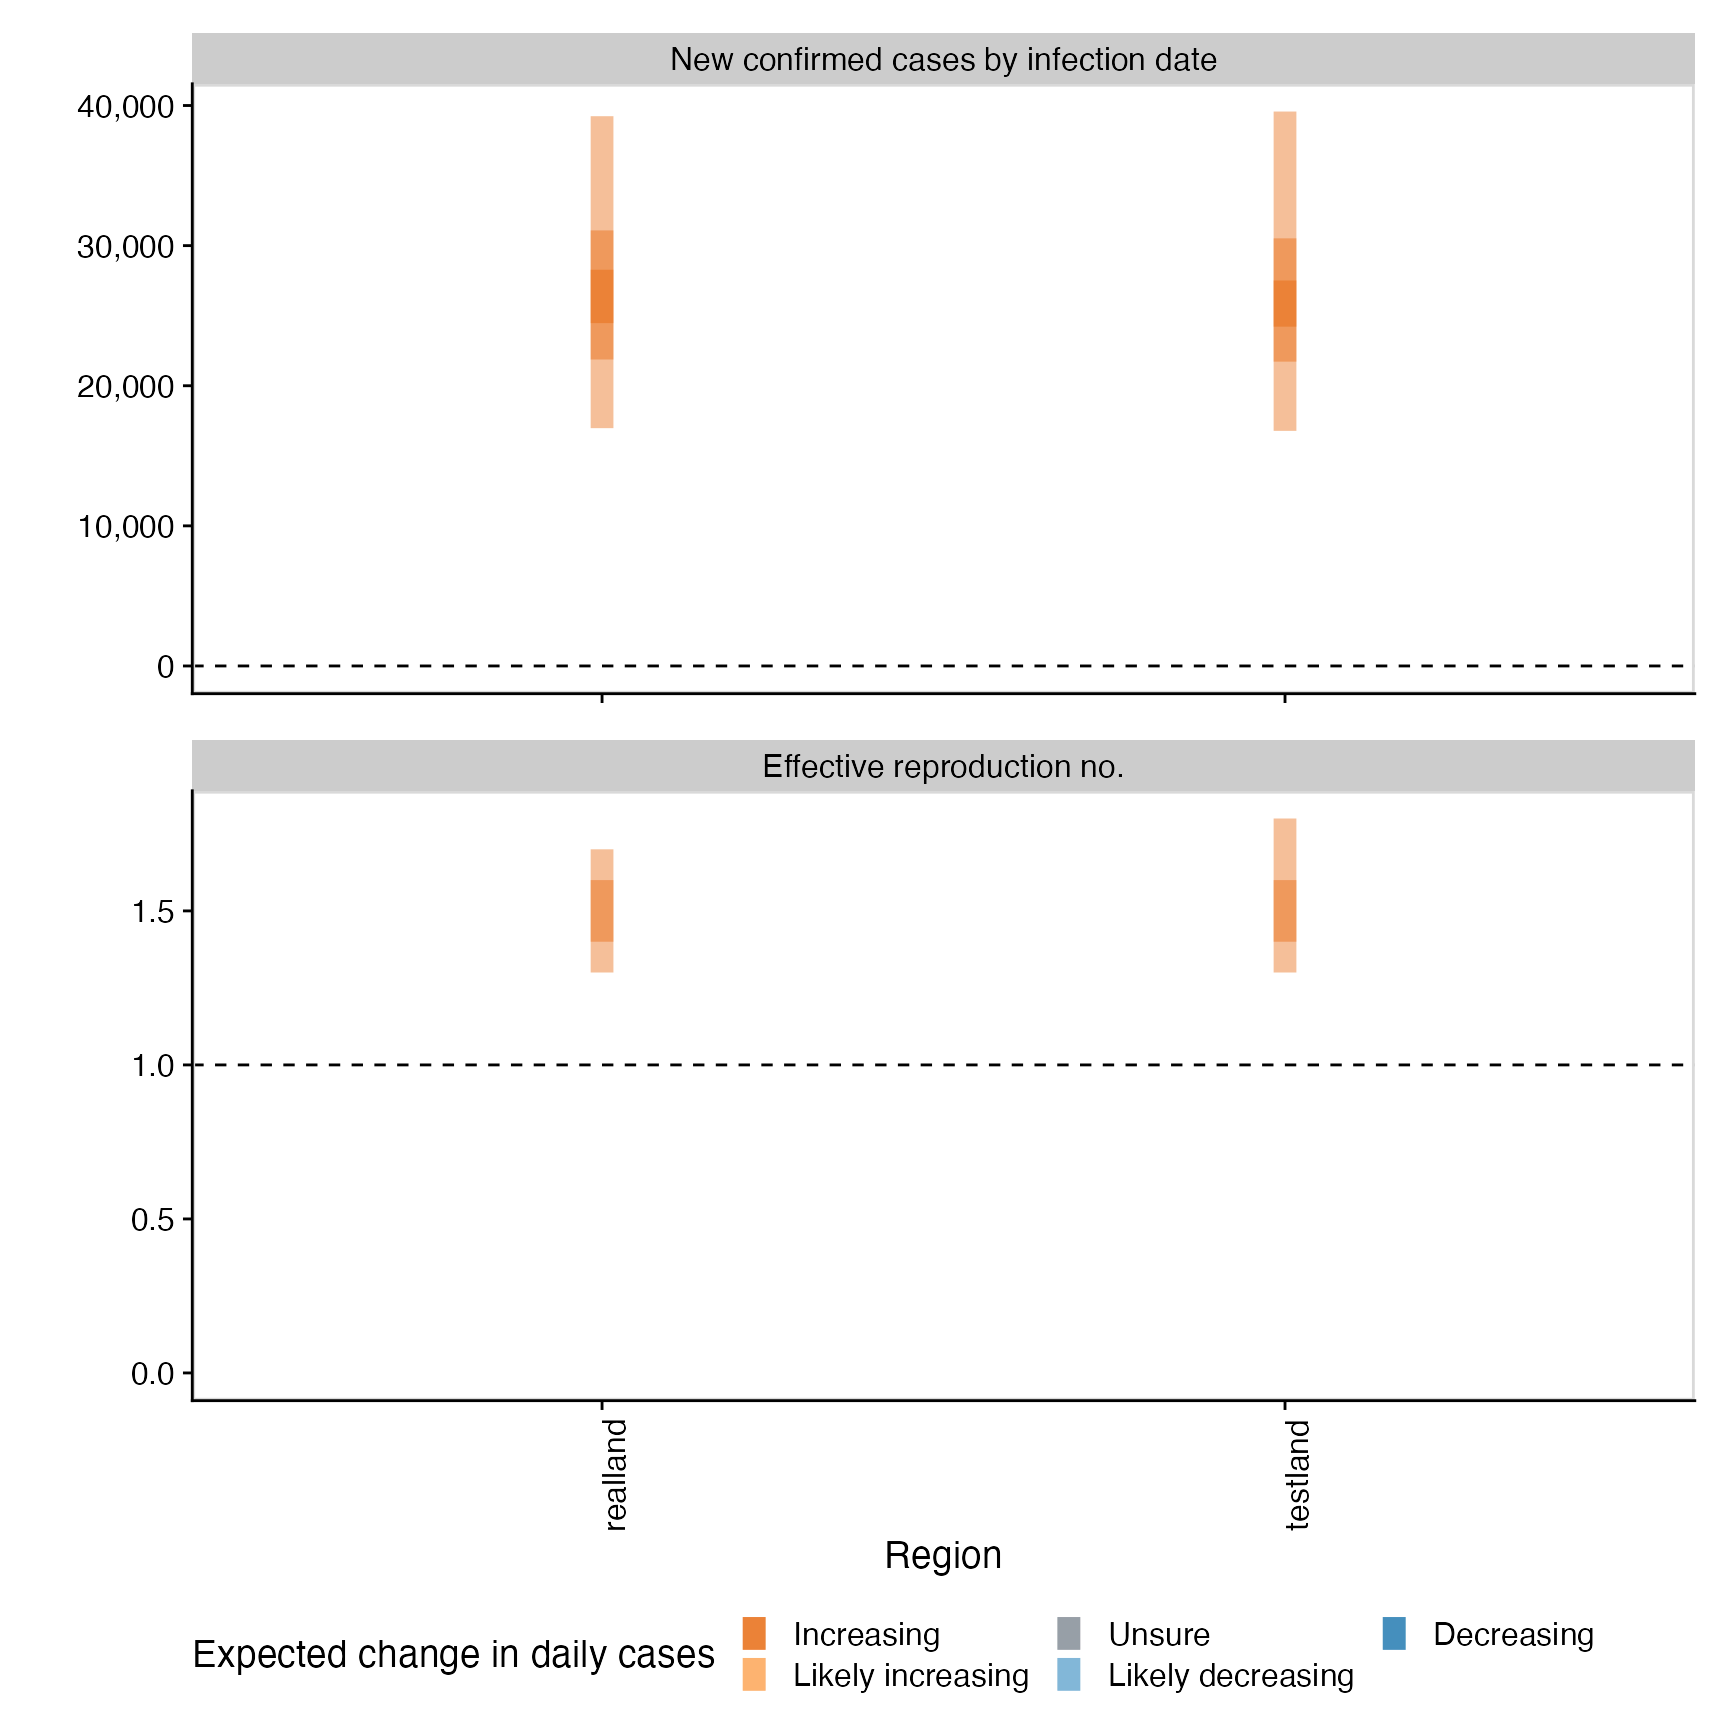 New confirmed cases by infection date
40,000
30,000
20,000
10,000
0
Effective reproduction no.
1.5
1.0
0.5
0.0
realland
testland
Region
Expected change in daily cases
Increasing
Likely increasing
Unsure
Likely decreasing
Decreasing